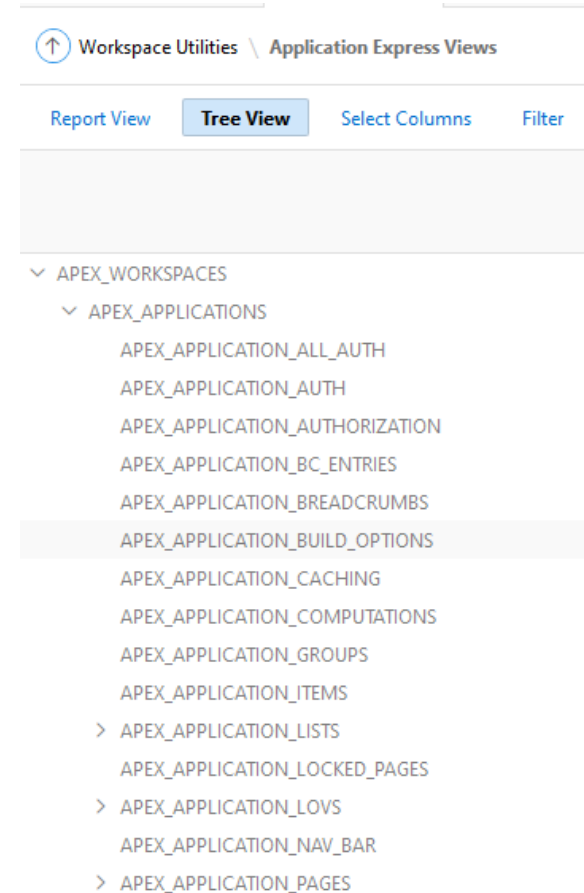 Workspace Utilities \ Application Express Views
Report View Tree View Select Columns Filter
APEX_WORKSPACES
APEX_APPLICATIONS
APEX_APPLICATION_ALL_AUTH
APEX_APPLICATION_AUTH
APEX_APPLICATION_AUTHORIZATION
APEX_APPLICATION_BC_ENTRIES
APEX_APPLICATION_BREADCRUMBS
APEX_APPLICATION_BUILD_OPTIONS
APEX_APPLICATION_CACHING
APEX_APPLICATION_COMPUTATIONS
APEX_APPLICATION_GROUPS
APEX_APPLICATION_ITEMS
APEX_APPLICATION_LISTS
APEX_APPLICATION_LOCKED_PAGES
APEX_APPLICATION_LOVS
APEX_APPLICATION_NAV_BAR
APEX_APPLICATION_PAGES